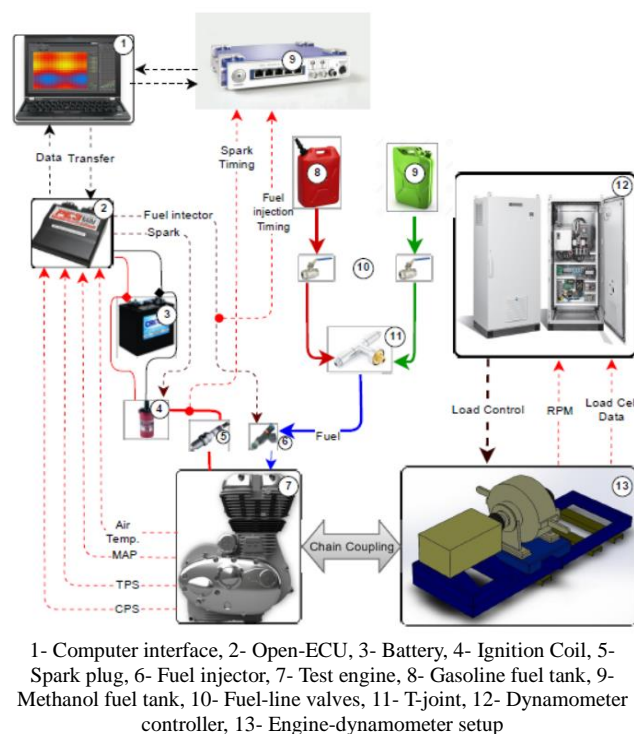 1
9
Data Transfer
Spark
Timing
8
9
12
2
Fuel intector
Spark
Fuel
injection
Timing
10
3
11
4
5
6
Fuel
Load Control
RPM
Load Cel
Data
7
13
Air
Temp.
MAP
TPS
CPS
Chain Coupling
1- Computer interface, 2- Open-ECU, 3- Battery, 4- Ignition Coil, 5-
Spark plug, 6- Fuel injector, 7- Test engine, 8- Gasoline fuel tank, 9-
Methanol fuel tank, 10- Fuel-line valves, 11- T-joint, 12- Dynamometer
controller, 13- Engine-dynamometer setup